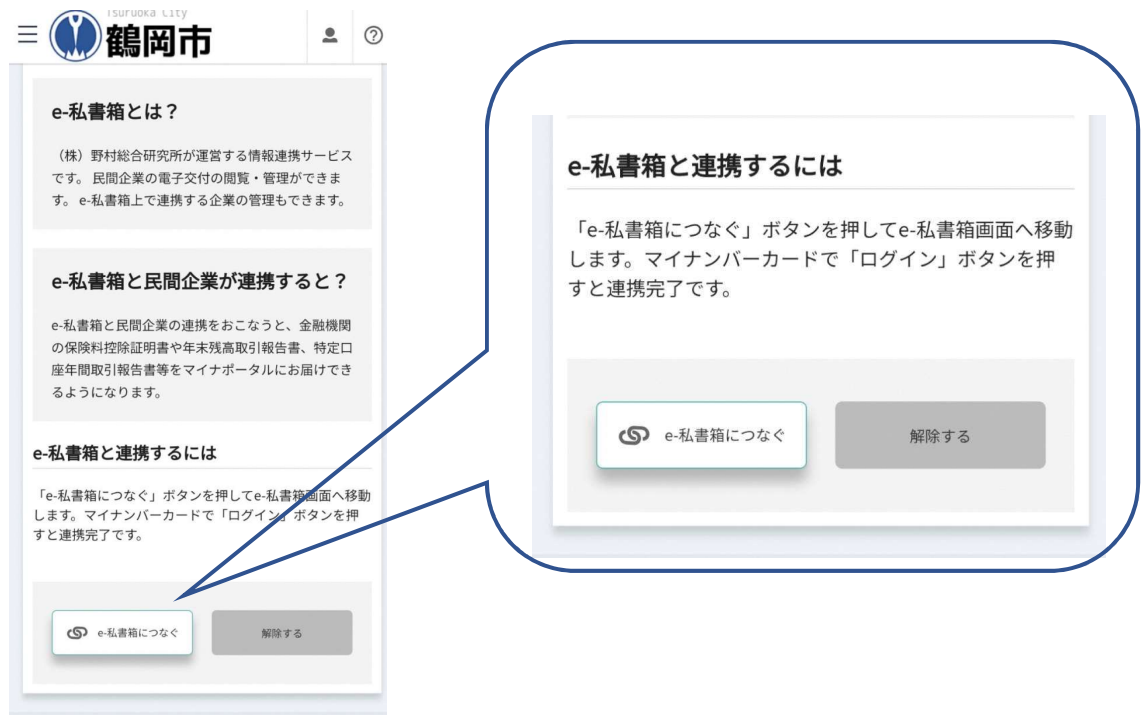 Tsuruoka City
鶴岡市
e-私書箱とは？
（株）野村総合研究所が運営する情報連携サービス
です。 民間企業の電子交付の閲覧・管理ができま
す。 e-私書箱上で連携する企業の管理もできます。
e-私書箱と民間企業が連携すると？
e-私書箱と民間企業の連携をおこなうと、金融機関
の保険料控除証明書や年末残高取引報告書、特定口
座年間取引報告書等をマイナポータルにお届けでき
るようになります。
e-私書箱と連携するには
「e-私書箱につなぐ」ボタンを押してe-私書箱画面へ移動
します。マイナンバーカードで「ログイン」ボタンを押
すと連携完了です。
e-私書箱につなぐ
解除する
e-私書箱と連携するには
「e-私書箱につなぐ」ボタンを押してe-私書箱画面へ移動
します。マイナンバーカードで「ログイン」ボタンを押
すと連携完了です。
e-私書箱につなぐ
解除する